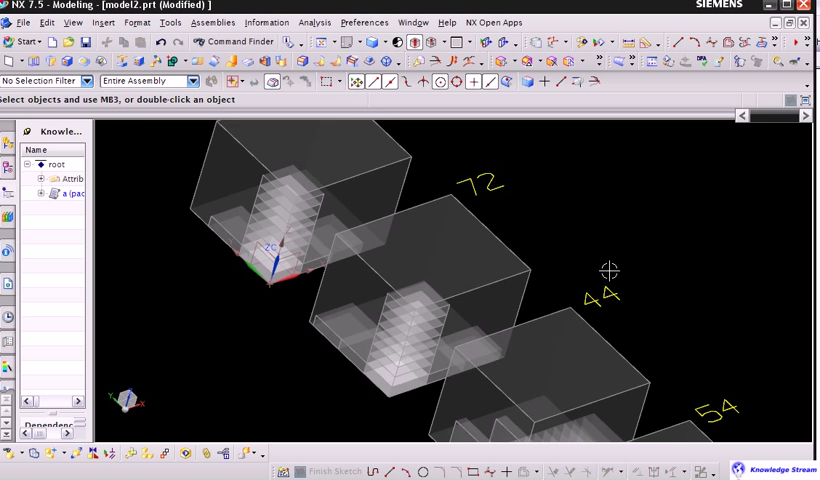 NX 7.5 - Modeling - [model2.prt (Modified) ]
SIEMENS
File Edit View Insert Format Tools Assemblies Information Analysis Preferences Window Help NX Open Apps
Start Command Finder
No Selection Filter Entire Assembly
Select objects and use MB3, or double-click an object
Knowle...
Name
root
Attrib
a (pac
72
ZC
44
54
Y X
Dependenc
Finish Sketch
Knowledge Stream